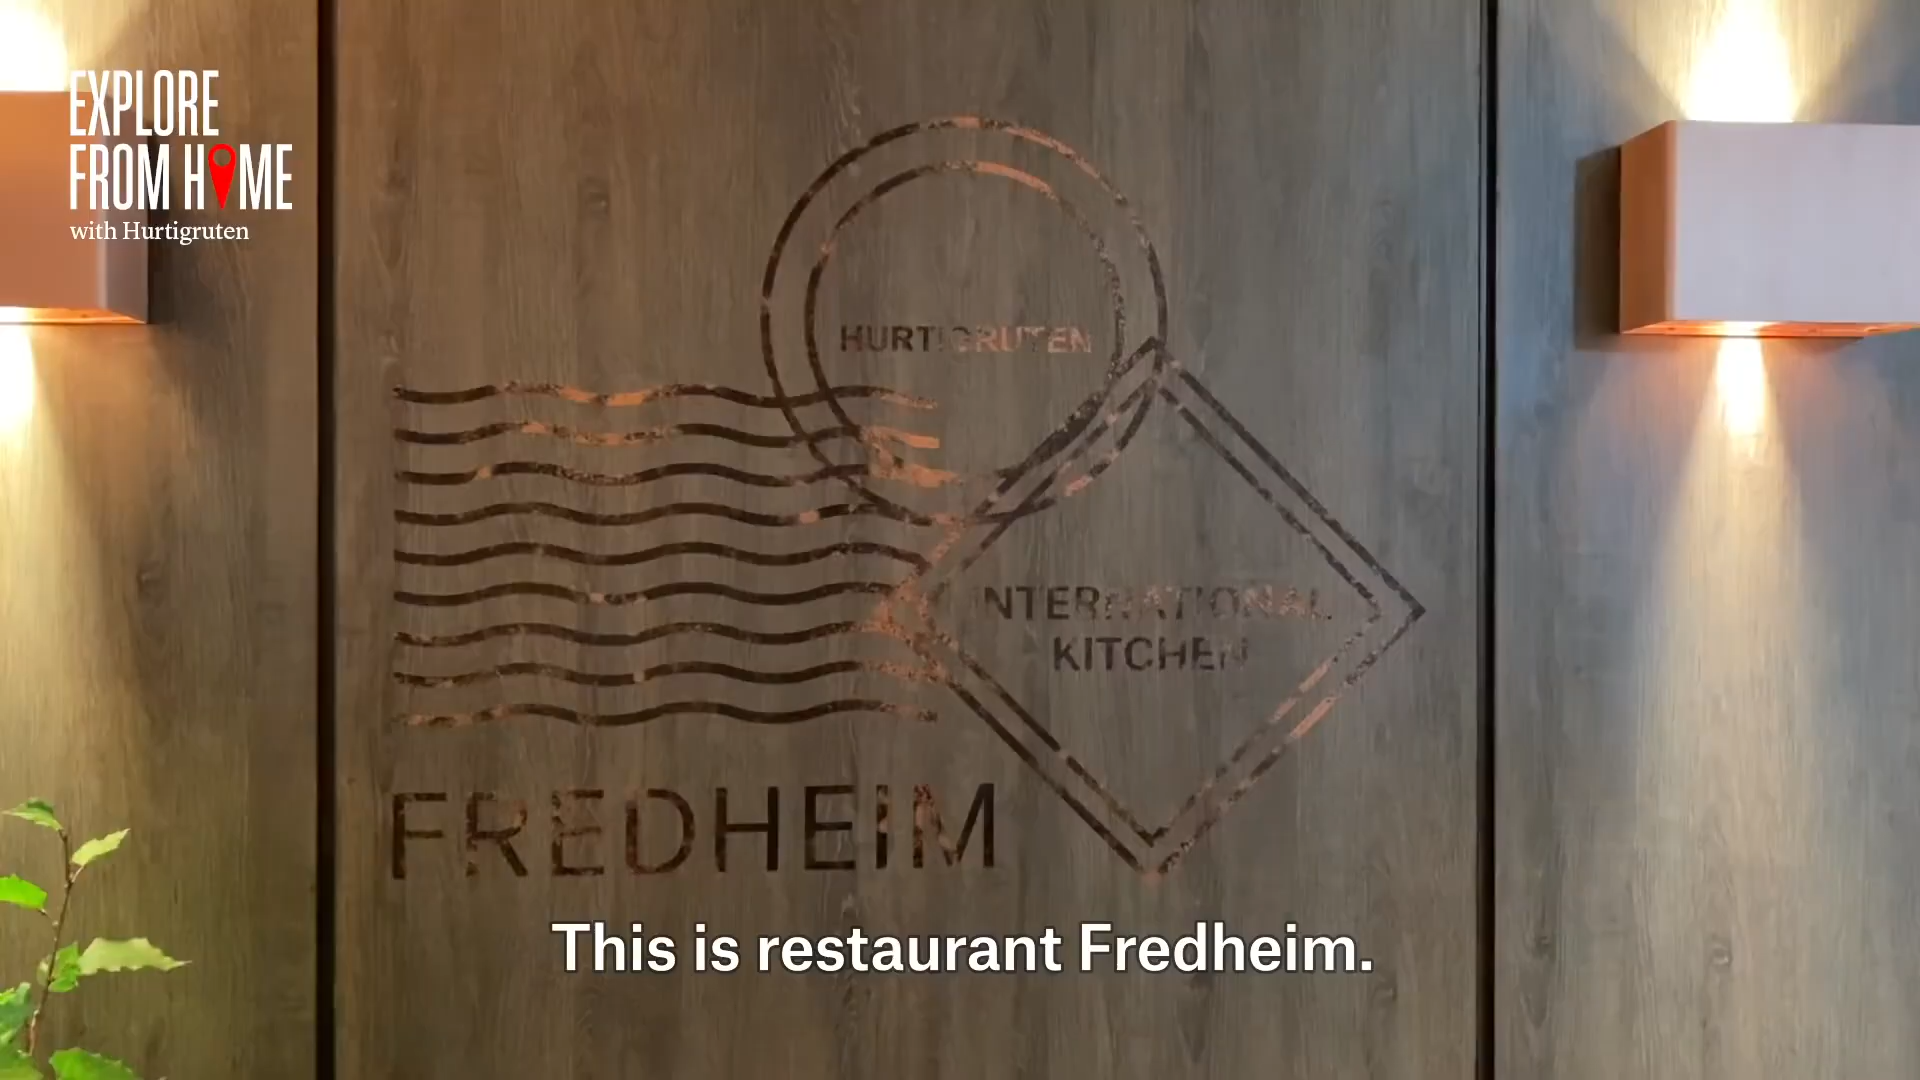 EXPLORE
FROM HOME
with Hurtigruten
HURTIGRUTEN
INTERNATIONAL
KITCHEN
FREDHEIM
This is restaurant Fredheim.